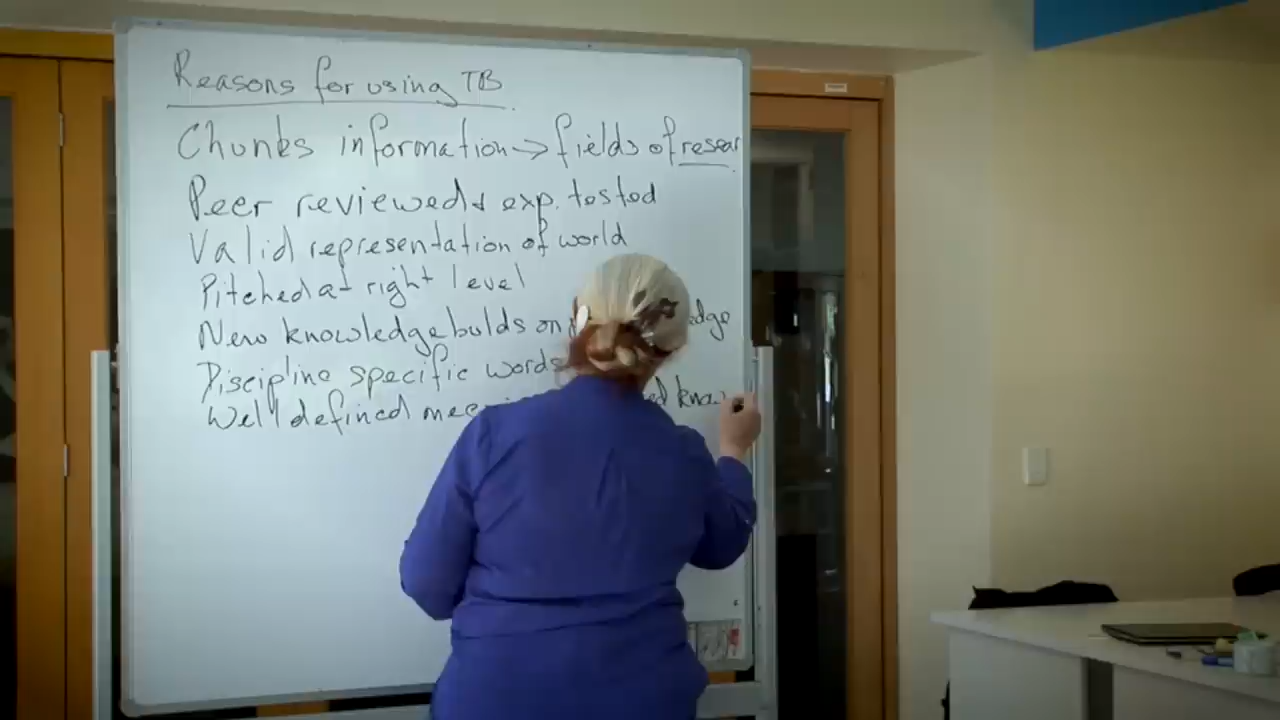 Reasons for using TB
Chunks information → fields of resear
Peer reviewed & exp. tested
Valid representation of world
Pitched at right level
New knowledge bulds on
Discipline specific words
Well defined